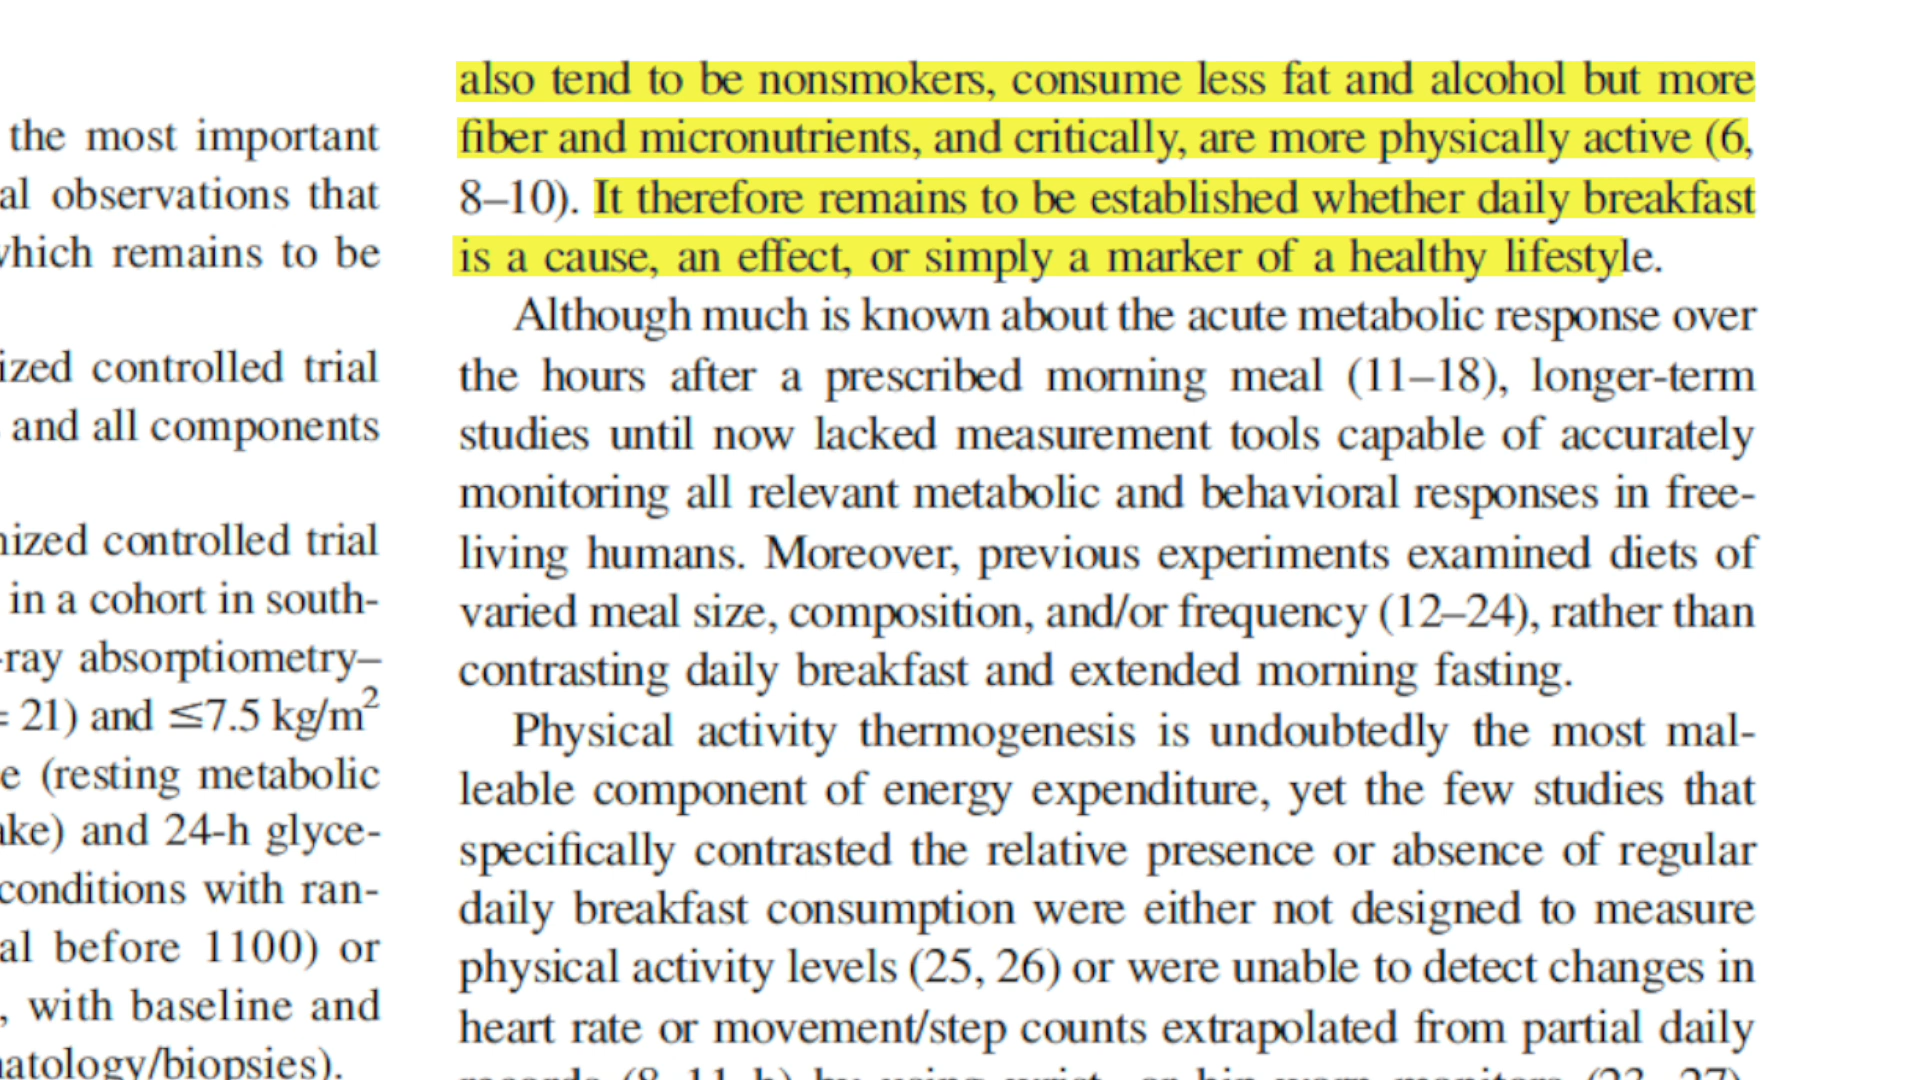 the most important
al observations that
which remains to be
ized controlled trial
and all components
nized controlled trial
in a cohort in south-
-ray absorptiometry–
= 21) and ≤7.5 kg/m²
e (resting metabolic
ake) and 24-h glyce-
conditions with ran-
al before 1100) or
, with baseline and
matology/biopsies).
also tend to be nonsmokers, consume less fat and alcohol but more
fiber and micronutrients, and critically, are more physically active (6,
8–10). It therefore remains to be established whether daily breakfast
is a cause, an effect, or simply a marker of a healthy lifestyle.
Although much is known about the acute metabolic response over
the hours after a prescribed morning meal (11–18), longer-term
studies until now lacked measurement tools capable of accurately
monitoring all relevant metabolic and behavioral responses in free-
living humans. Moreover, previous experiments examined diets of
varied meal size, composition, and/or frequency (12–24), rather than
contrasting daily breakfast and extended morning fasting.
Physical activity thermogenesis is undoubtedly the most mal-
leable component of energy expenditure, yet the few studies that
specifically contrasted the relative presence or absence of regular
daily breakfast consumption were either not designed to measure
physical activity levels (25, 26) or were unable to detect changes in
heart rate or movement/step counts extrapolated from partial daily